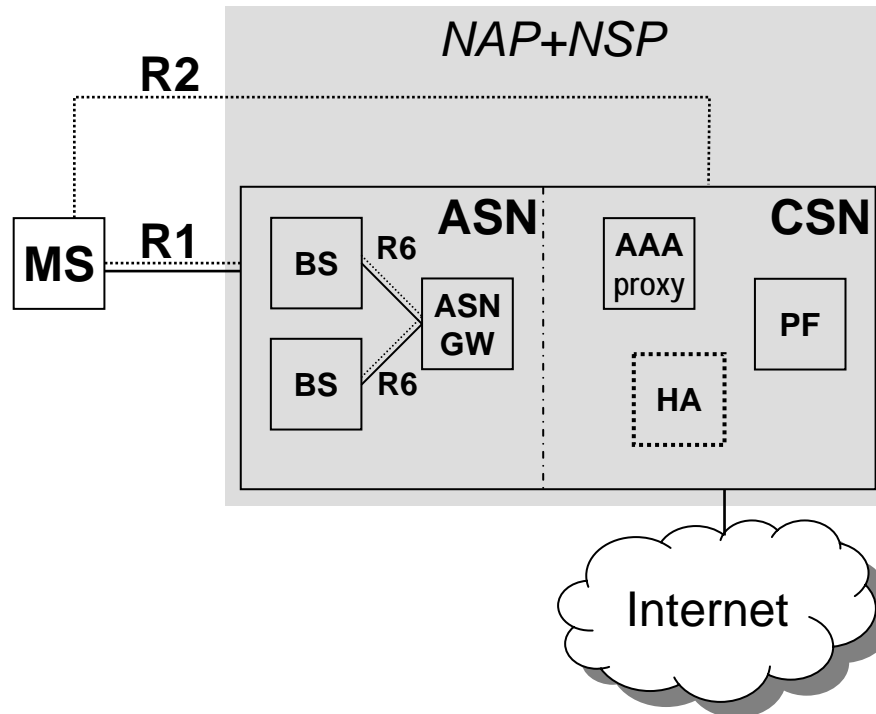 NAP+NSP
R2
MS
R1
ASN
CSN
BS
R6
ASN
GW
BS
R6
AAA
proxy
PF
HA
Internet